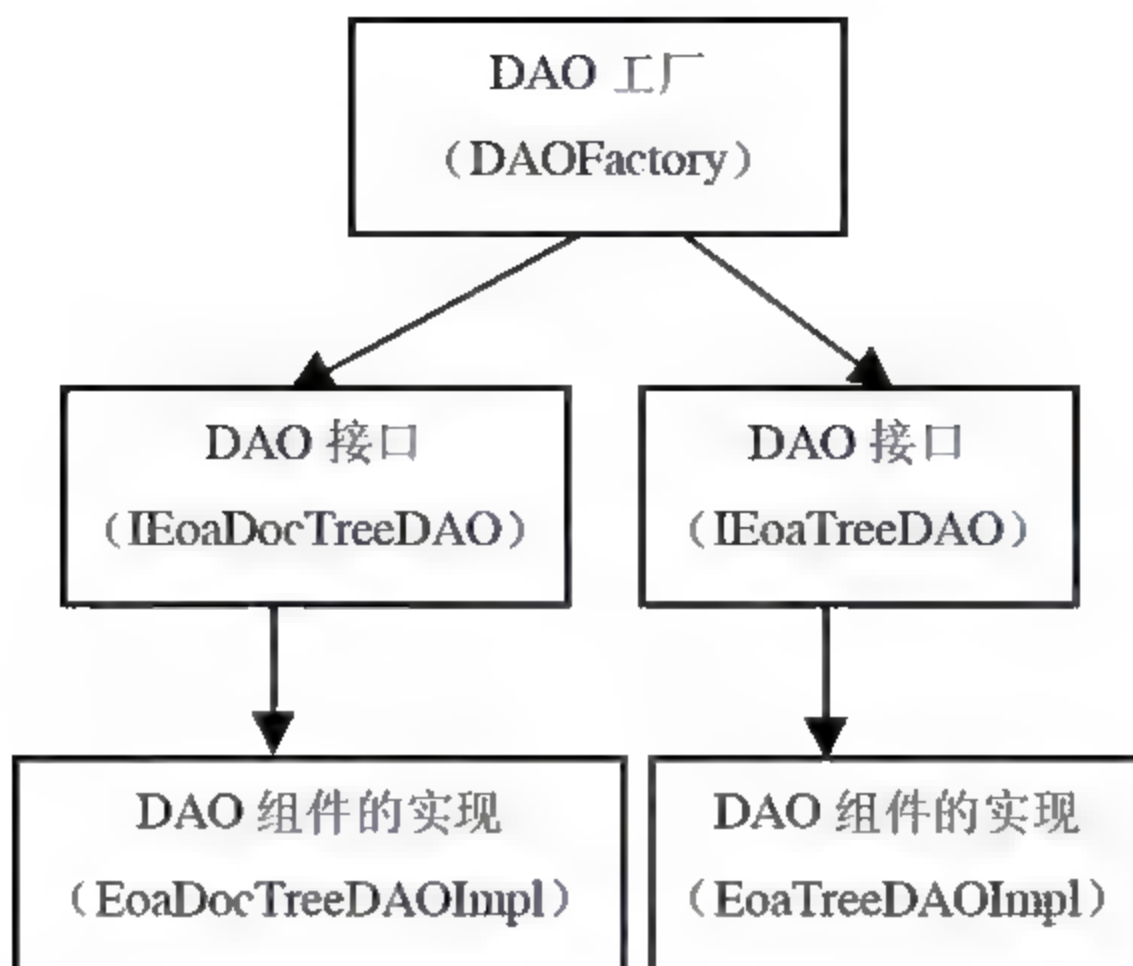 DAO 工厂
（DAOFactory）
DAO 接口
（IEoaDocTreeDAO）
DAO 接口
（IEoaTreeDAO）
DAO 组件的实现
（EoaDocTreeDAOImpl）
DAO 组件的实现
（EoaTreeDAOImpl）